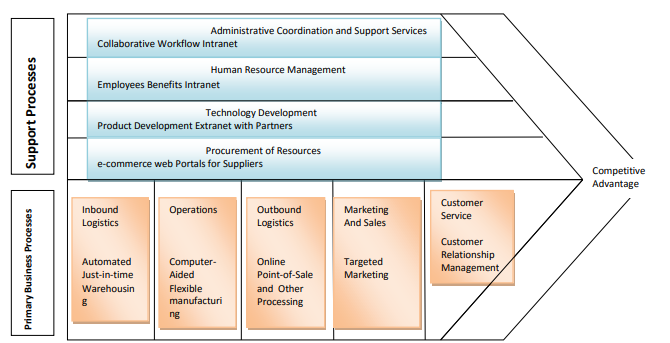 Support Processes
Administrative Coordination and Support Services
Collaborative Workflow Intranet
Human Resource Management
Employees Benefits Intranet
Technology Development
Product Development Extranet with Partners
Procurement of Resources
e-commerce web Portals for Suppliers
Competitive
Advantage
Primary Business Processes
Inbound
Logistics
Automated
Just-in-time
Warehousin
g
Operations
Computer-
Aided
Flexible
manufacturi
ng
Outbound
Logistics
Online
Point-of-Sale
and Other
Processing
Marketing
And Sales
Targeted
Marketing
Customer
Service
Customer
Relationship
Management